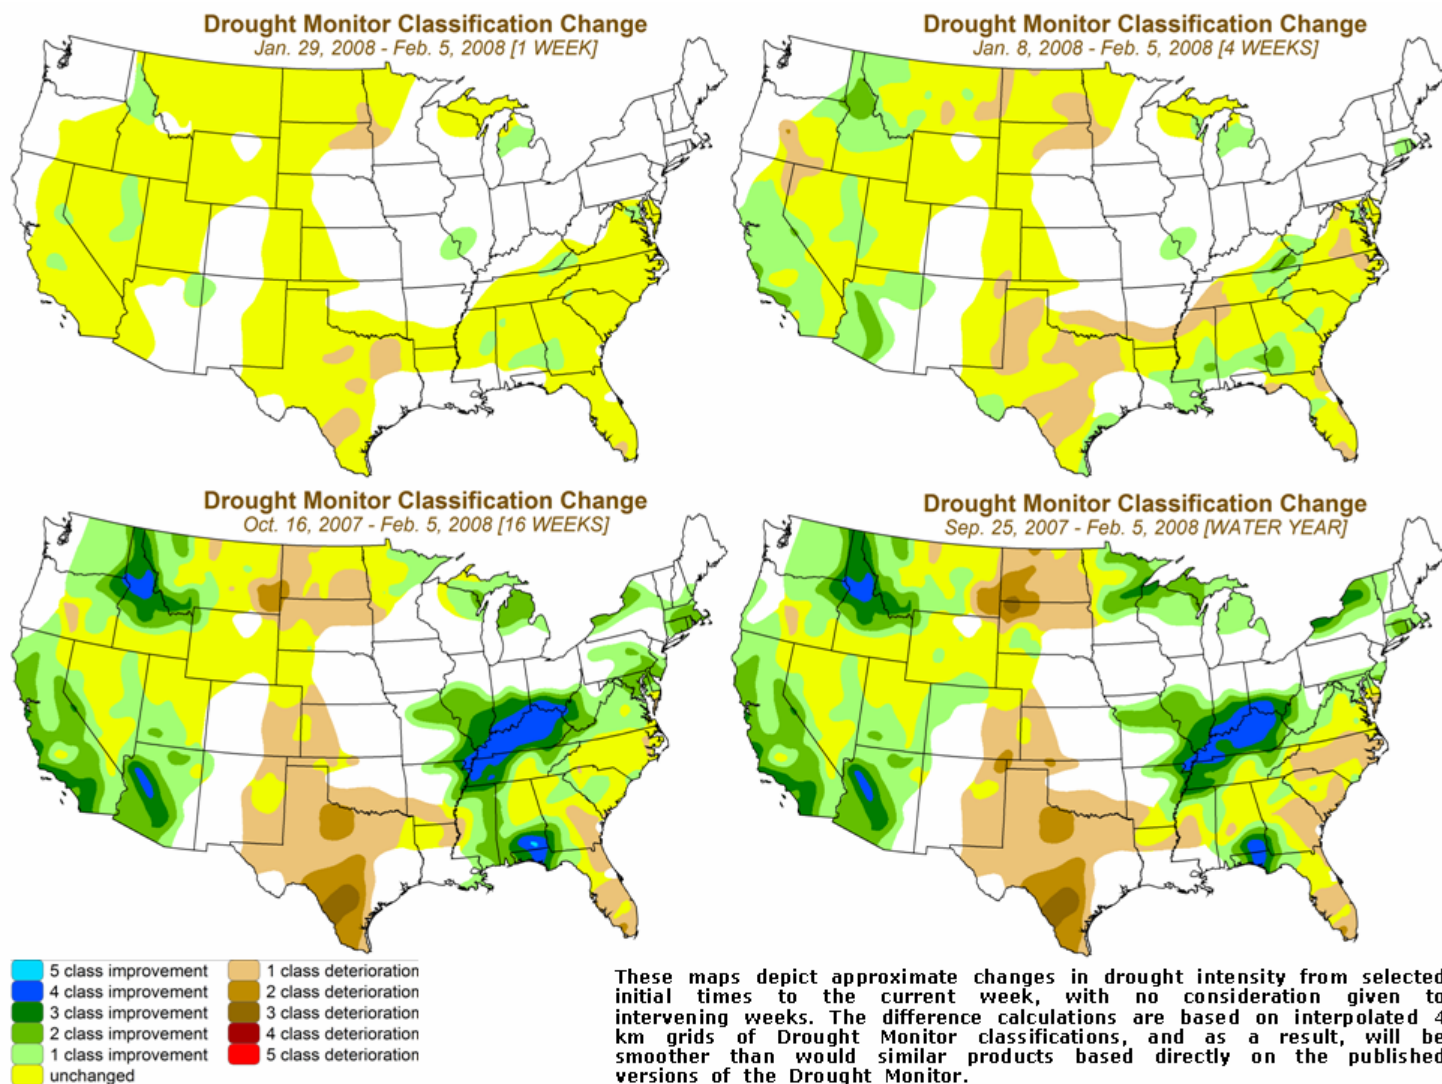 Drought Monitor Classification Change
Jan. 29, 2008 - Feb. 5, 2008 [1 WEEK]
Drought Monitor Classification Change
Jan. 8, 2008 - Feb. 5, 2008 [4 WEEKS]
Drought Monitor Classification Change
Oct. 16, 2007 - Feb. 5, 2008 [16 WEEKS]
Drought Monitor Classification Change
Sep. 25, 2007 - Feb. 5, 2008 [WATER YEAR]
5 class improvement
4 class improvement
3 class improvement
2 class improvement
1 class improvement
unchanged
1 class deterioration
2 class deterioration
3 class deterioration
4 class deterioration
5 class deterioration
These maps depict approximate changes in drought intensity from selected
initial times to the current week, with no consideration given to
intervening weeks. The difference calculations are based on interpolated 4
km grids of Drought Monitor classifications, and as a result, will be
smoother than would similar products based directly on the published
versions of the Drought Monitor.